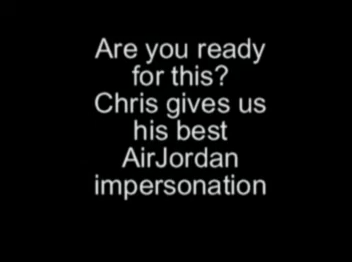 Are you ready
for this?
Chris gives us
his best
AirJordan
impersonation